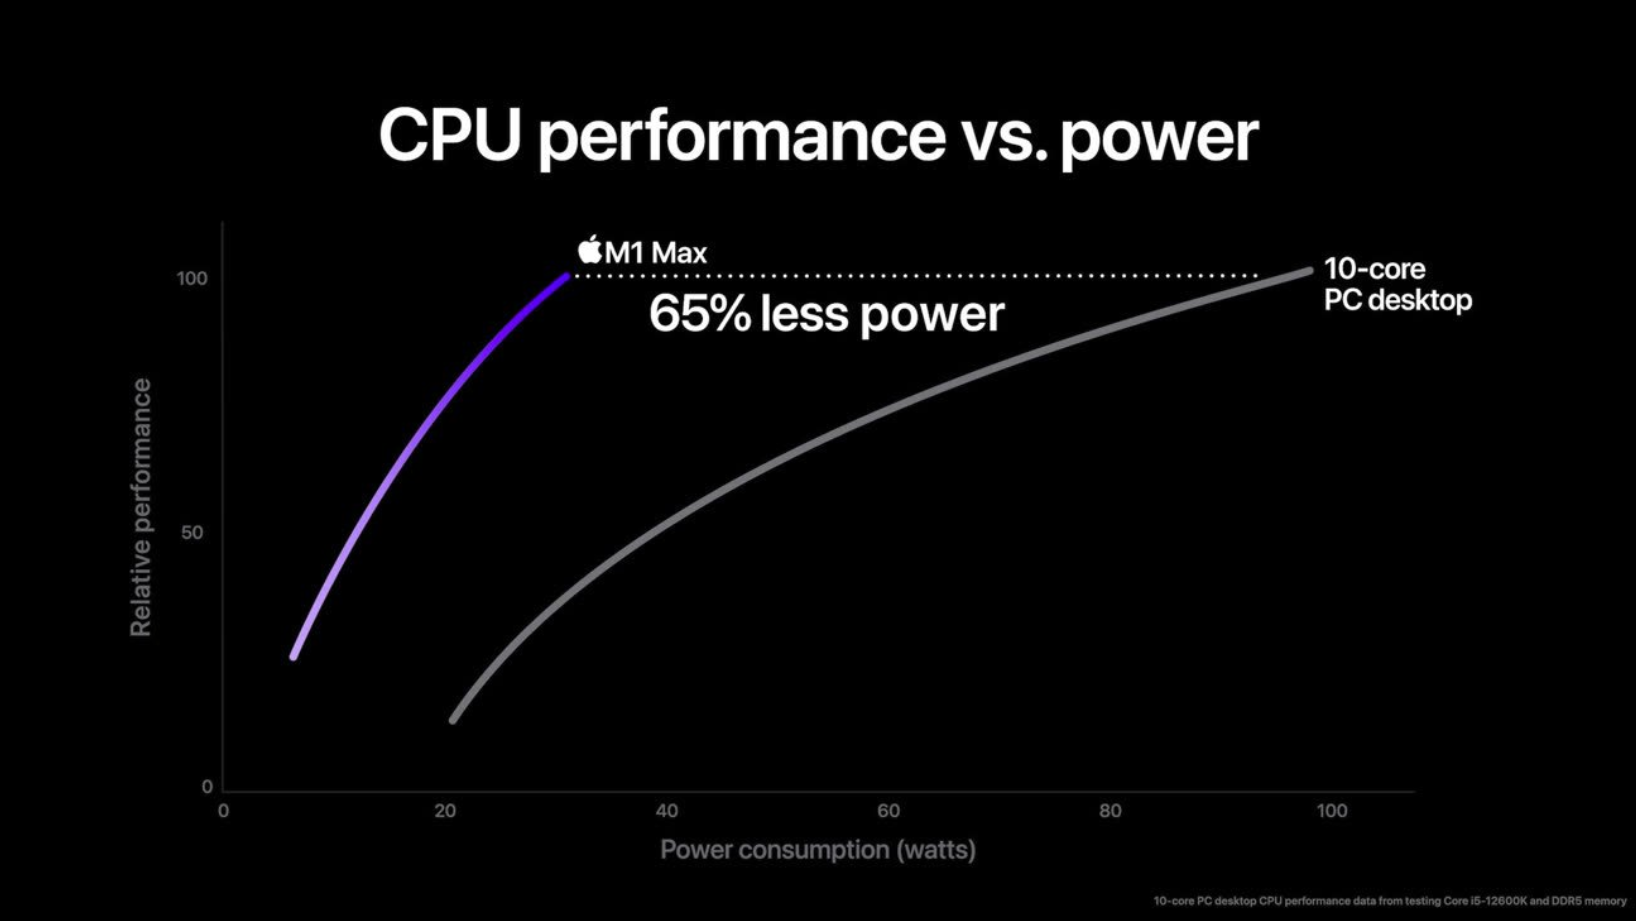 CPU performance vs. power
M1 Max
65% less power
10-core
PC desktop
Relative performance
100
50
0
0 20 40 60 80 100
Power consumption (watts)
10-core PC desktop CPU performance data from testing Core i5-12600K and DDR5 memory